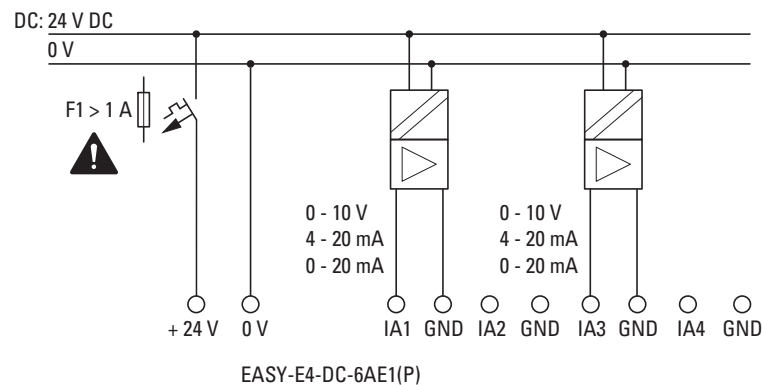 DC: 24 V DC
0 V
F1 > 1 A
0 - 10 V
4 - 20 mA
0 - 20 mA
0 - 10 V
4 - 20 mA
0 - 20 mA
+ 24 V 0 V IA1 GND IA2 GND IA3 GND IA4 GND
EASY-E4-DC-6AE1(P)